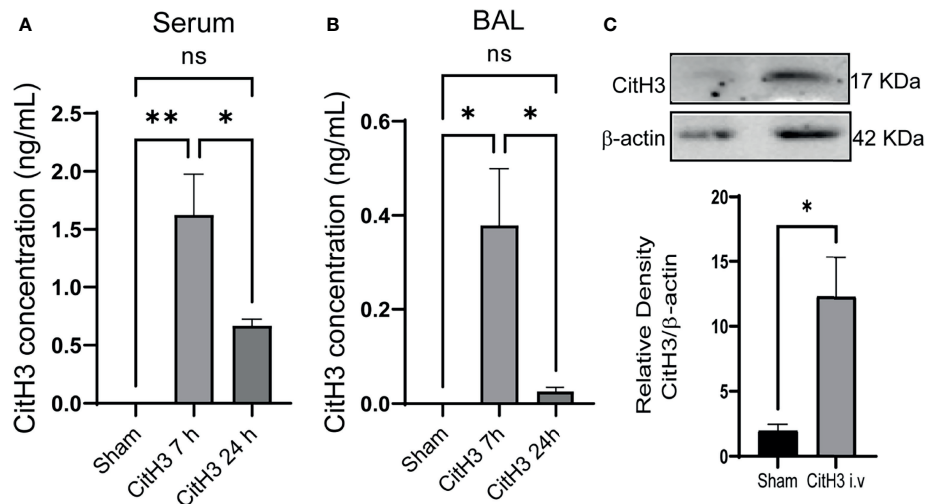 A
Serum
ns
**
*
CitH3 concentration (ng/mL)
2.5
2.0
1.5
1.0
0.5
0.0
Sham
CitH3 7 h
CitH3 24 h
B
BAL
ns
*
*
CitH3 concentration (ng/mL)
0.6
0.4
0.2
0.0
Sham
CitH3 7h
CitH3 24h
C
CitH3
17 KDa
β-actin
42 KDa
Relative Density
CitH3/β-actin
20
15
10
5
0
*
Sham
CitH3 i.v